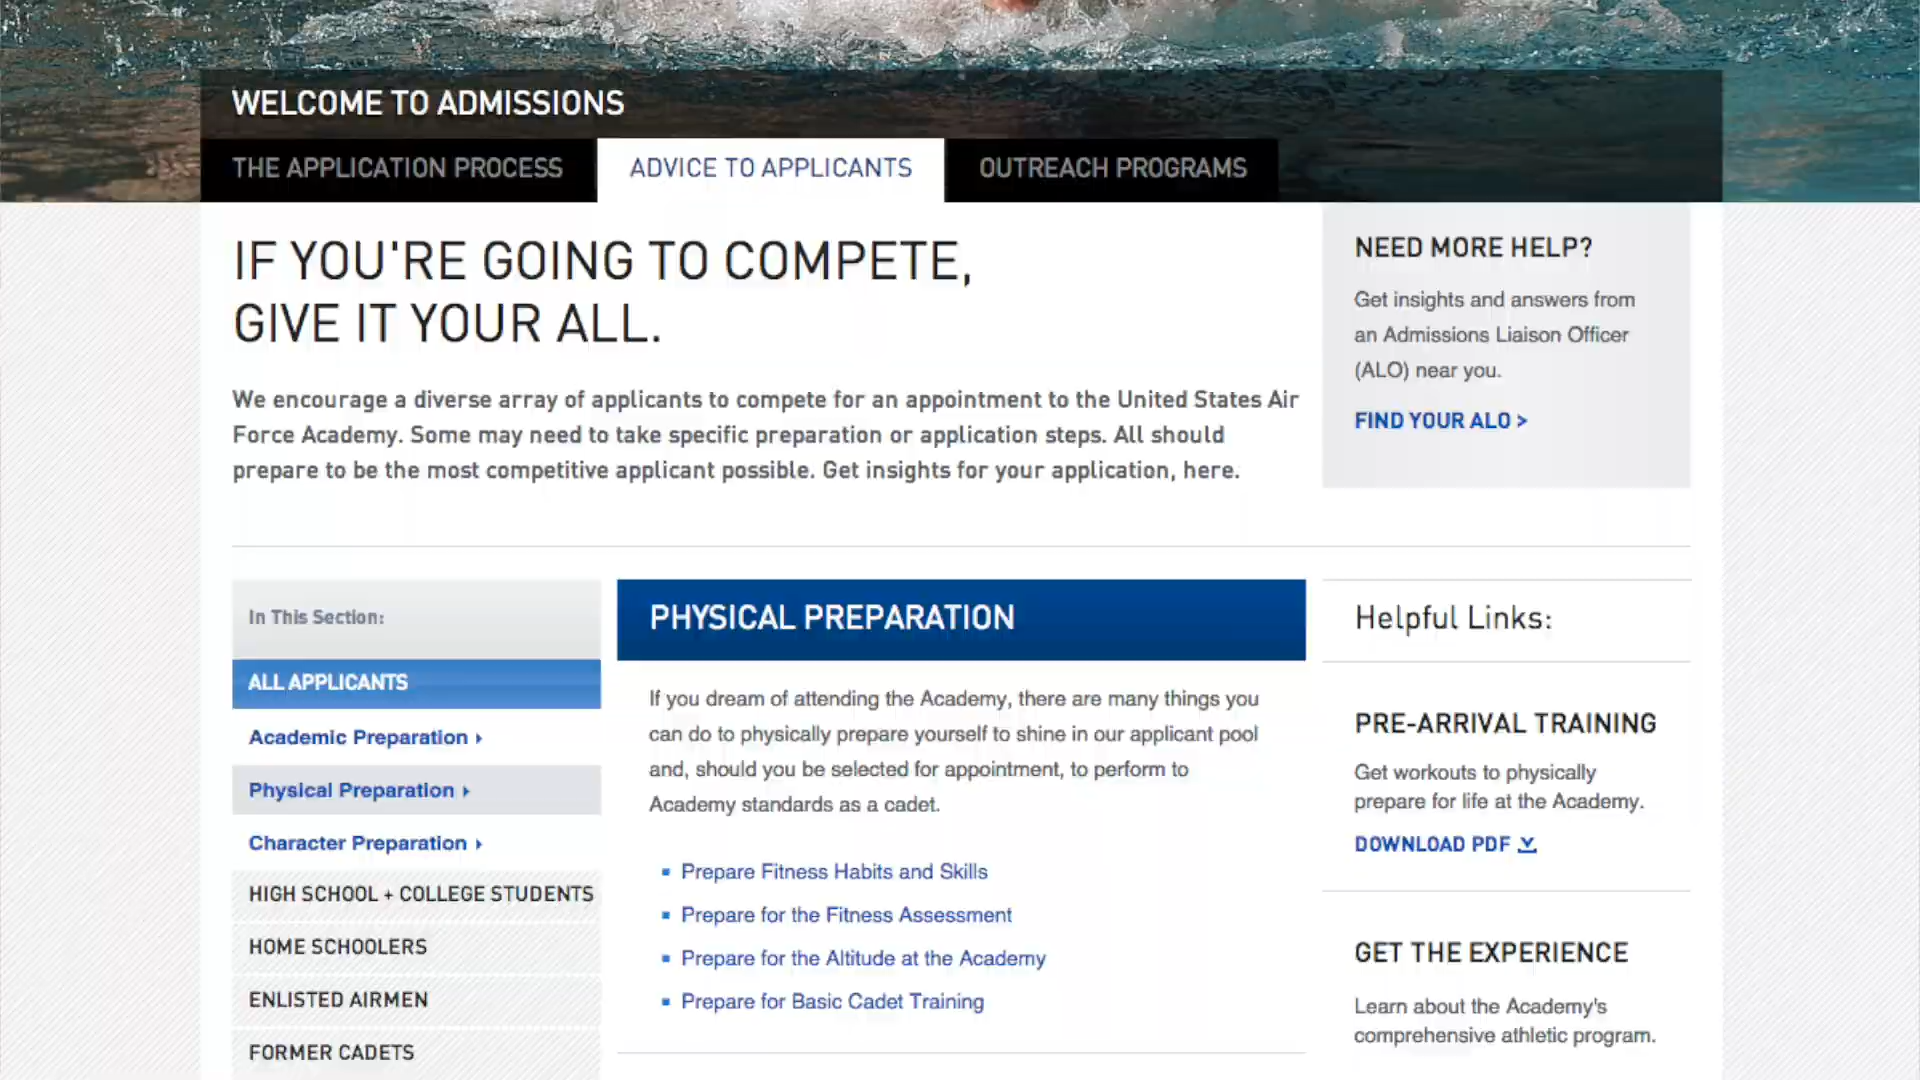 WELCOME TO ADMISSIONS
THE APPLICATION PROCESS
ADVICE TO APPLICANTS
OUTREACH PROGRAMS
IF YOU'RE GOING TO COMPETE,
GIVE IT YOUR ALL.
We encourage a diverse array of applicants to compete for an appointment to the United States Air
Force Academy. Some may need to take specific preparation or application steps. All should
prepare to be the most competitive applicant possible. Get insights for your application, here.
NEED MORE HELP?
Get insights and answers from
an Admissions Liaison Officer
(ALO) near you.
FIND YOUR ALO >
In This Section:
ALL APPLICANTS
Academic Preparation
Physical Preparation
Character Preparation
HIGH SCHOOL + COLLEGE STUDENTS
HOME SCHOOLERS
ENLISTED AIRMEN
FORMER CADETS
PHYSICAL PREPARATION
If you dream of attending the Academy, there are many things you
can do to physically prepare yourself to shine in our applicant pool
and, should you be selected for appointment, to perform to
Academy standards as a cadet.
Prepare Fitness Habits and Skills
Prepare for the Fitness Assessment
Prepare for the Altitude at the Academy
Prepare for Basic Cadet Training
Helpful Links:
PRE-ARRIVAL TRAINING
Get workouts to physically
prepare for life at the Academy.
DOWNLOAD PDF
GET THE EXPERIENCE
Learn about the Academy's
comprehensive athletic program.